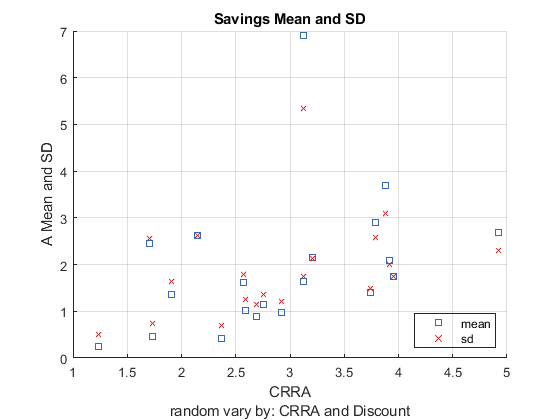 Savings Mean and SD
7
6
5
4
3
2
1
0
A Mean and SD
mean
sd
1 1.5 2 2.5 3 3.5 4 4.5 5
CRRA
random vary by: CRRA and Discount